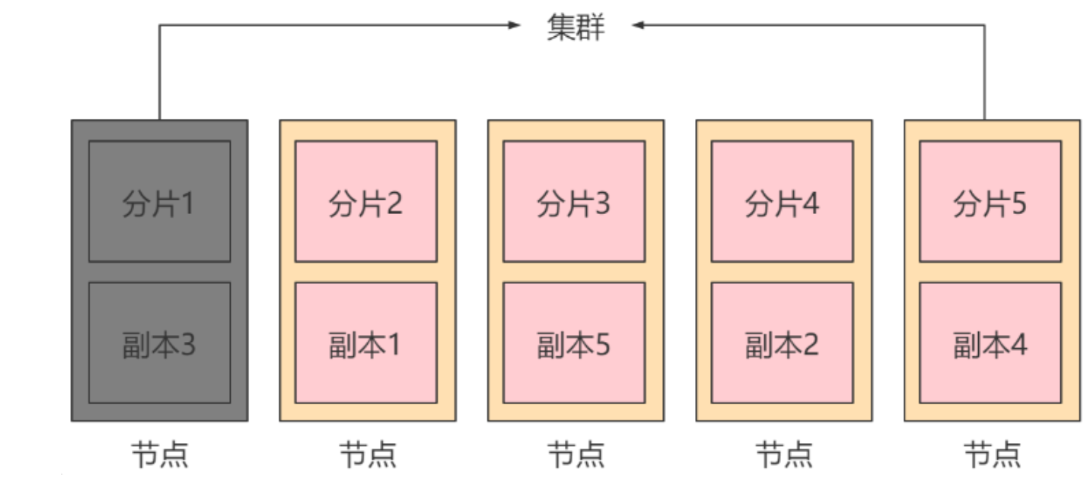 集群
分片1 分片2 分片3 分片4 分片5
副本3 副本1 副本5 副本2 副本4
节点 节点 节点 节点 节点